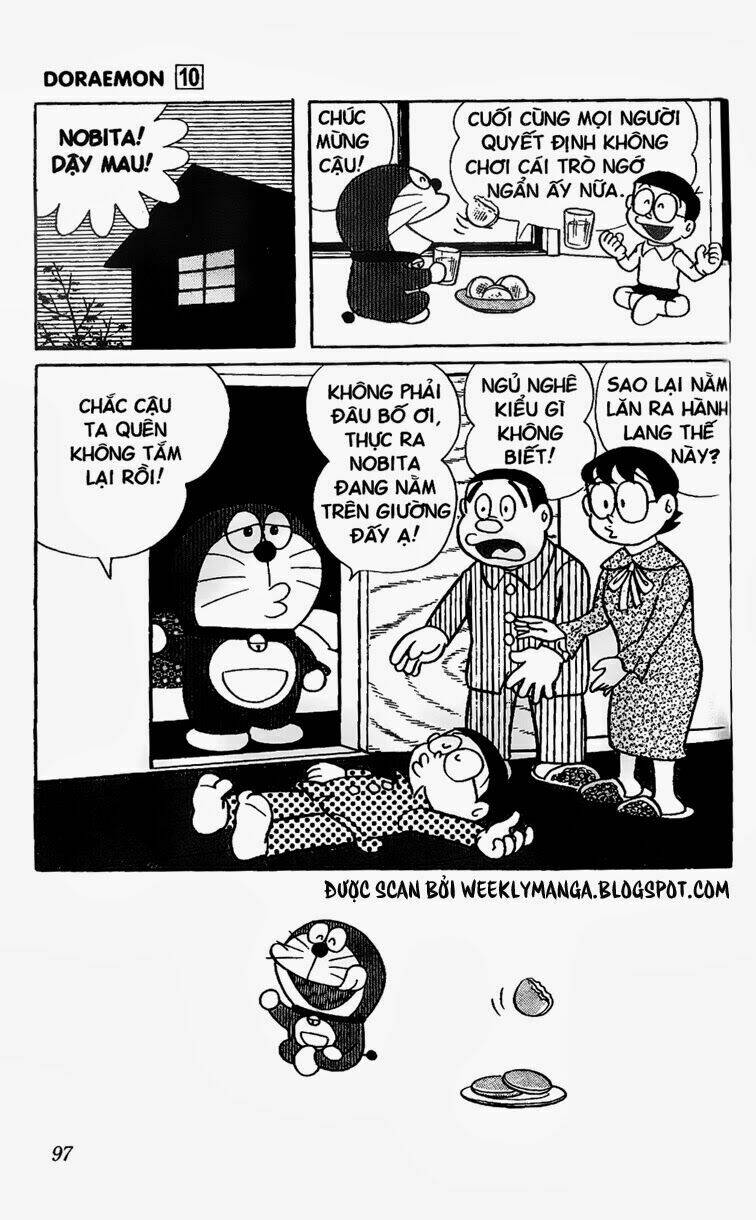 DORAEMON 10
CUỐI CÙNG MỌI NGƯỜI
QUYẾT ĐỊNH KHÔNG
CHƠI CÁI TRÒ NGỚ
NGẨN ẤY NỮA...
CHÚC
MỪNG
CẬU!
NOBITA!
DẬY MAU!
SAO LẠI NẰM
LĂN RA HÀNH
LANG THẾ
NÀY?
NGỦ NGHÊ
KIỂU GÌ
KHÔNG
BIẾT!
KHÔNG PHẢI
ĐÂU BỐ ƠI,
THỰC RA
NOBITA
ĐANG NẰM
TRÊN GIƯỜNG
ĐẤY Ạ!
CHẮC CẬU
TA QUÊN
KHÔNG TẮM
LẠI RỒI!
ĐƯỢC SCAN BỞI WEEKLYMANGA.BLOGSPOT.COM
97